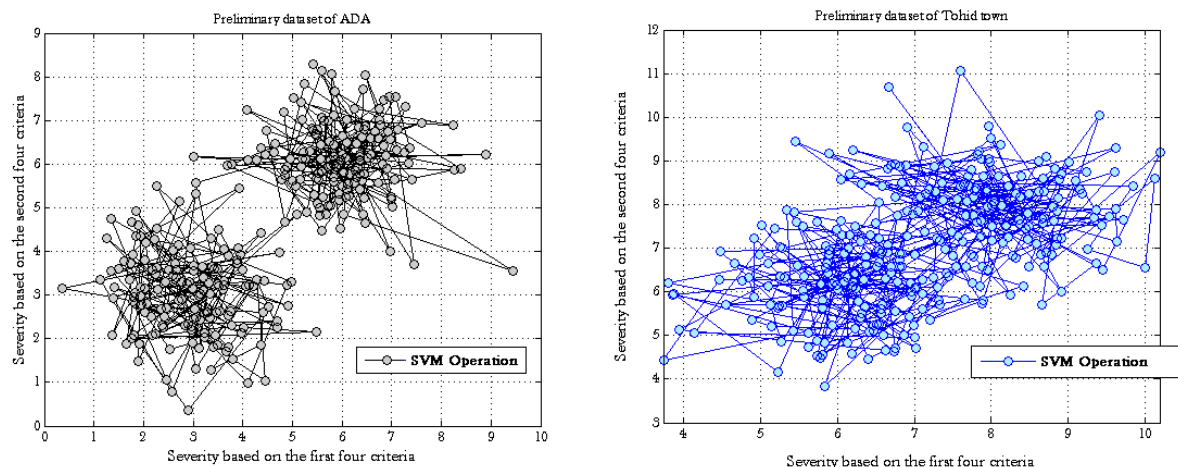 Preliminary dataset of ADA
Severity based on the second four criteria
9
8
7
6
5
4
3
2
1
0
SVM Operation
0 1 2 3 4 5 6 7 8 9 10
Severity based on the first four criteria
Preliminary dataset of Tohid town
Severity based on the second four criteria
12
11
10
9
8
7
6
5
4
3
SVM Operation
4 5 6 7 8 9 10
Severity based on the first four criteria